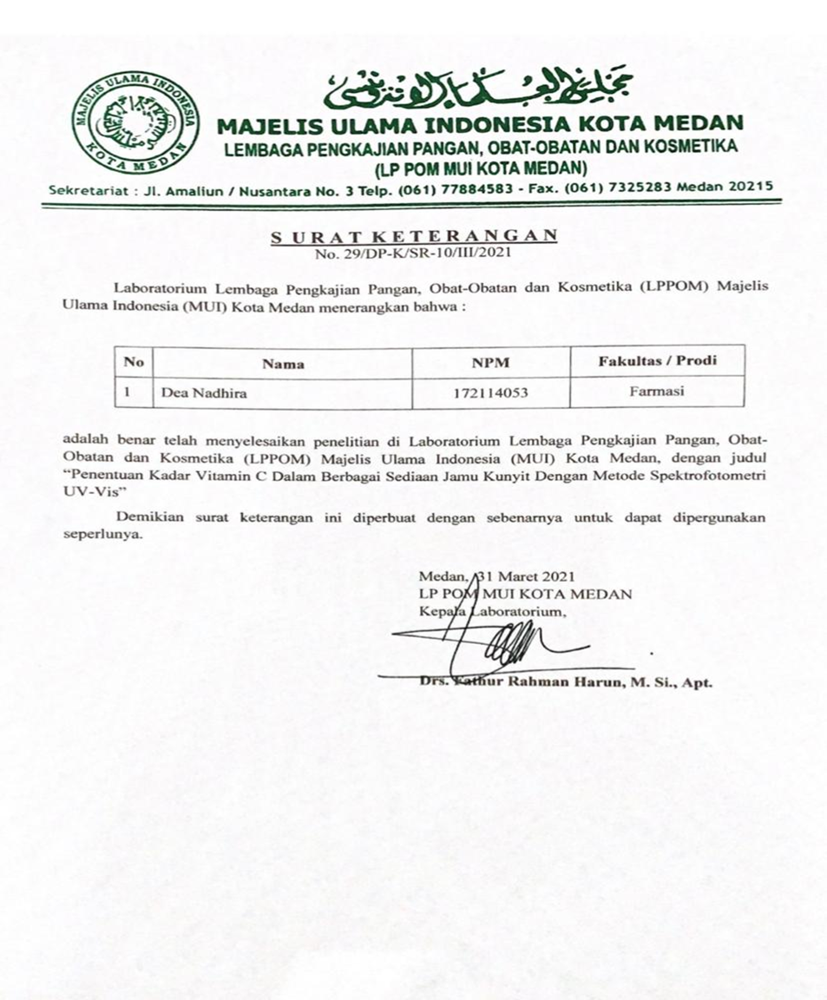 MAJELIS ULAMA INDONESIA
KOTA MEDAN
مجلس العلماء الاندونيسي
MAJELIS ULAMA INDONESIA KOTA MEDAN
LEMBAGA PENGKAJIAN PANGAN, OBAT-OBATAN DAN KOSMETIKA
(LP POM MUI KOTA MEDAN)
Sekretariat : Jl. Amaliun / Nusantara No. 3 Telp. (061) 77884583 - Fax. (061) 7325283 Medan 20215
SURAT KETERANGAN
No. 29/DP-K/SR-10/III/2021
Laboratorium Lembaga Pengkajian Pangan, Obat-Obatan dan Kosmetika (LPPOM) Majelis
Ulama Indonesia (MUI) Kota Medan menerangkan bahwa :
No Nama NPM Fakultas / Prodi
1 Dea Nadhira 172114053 Farmasi
adalah benar telah menyelesaikan penelitian di Laboratorium Lembaga Pengkajian Pangan, Obat-
Obatan dan Kosmetika (LPPOM) Majelis Ulama Indonesia (MUI) Kota Medan, dengan judul
“Penentuan Kadar Vitamin C Dalam Berbagai Sediaan Jamu Kunyit Dengan Metode Spektrofotometri
UV-Vis”
Demikian surat keterangan ini diperbuat dengan sebenarnya untuk dapat dipergunakan
seperlunya.
Medan, 31 Maret 2021
LP POM MUI KOTA MEDAN
Kepala Laboratorium,
Drs. Fathur Rahman Harun, M. Si., Apt.